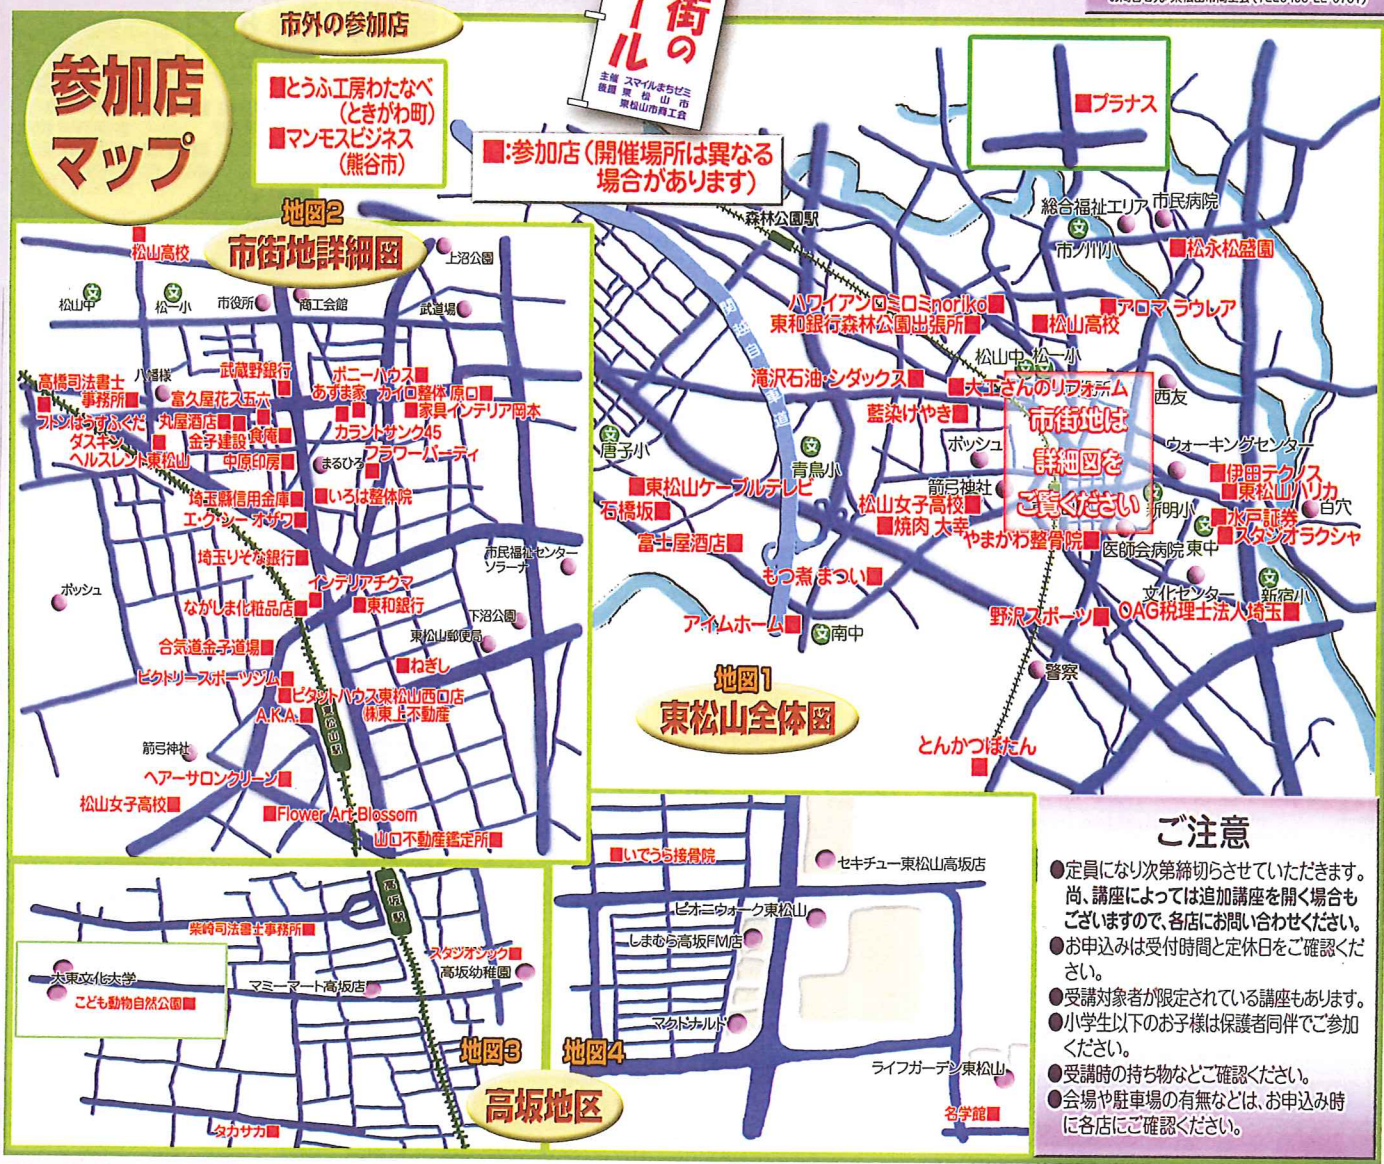 参加店
マップ
市外の参加店
■とうふ工房わたなべ
(ときがわ町)
■マンモスビジネス
(熊谷市)
街の
ール
主催 スマイルまちゼミ
後援 東松山市
東松山市商工会
■:参加店(開催場所は異なる
場合があります)
プラナス
地図2
市街地詳細図
松山高校
上沼公園
松山中
松一小
市役所
商工会館
武道場
高橋司法書士
事務所
八幡様
武蔵野銀行
ポニーハウス
富久屋花ス五六
あずま家
カイロ整体 原口
フトンはうすふくだ
丸屋酒店
家具インテリア岡本
ダスキン
ヘルスレント東松山
金子建設
食庵
カラントサンク45
中原印房
まるひろ
フラワーパーティ
埼玉縣信用金庫
いろは整体院
エ・ク・シー オザワ
埼玉りそな銀行
市民福祉センター
ソラーナ
ボッシュ
インテリアチクマ
ながしま化粧品店
東和銀行
下沼公園
合気道金子道場
東松山郵便局
ねぎし
ビクトリースポーツジム
ピタットハウス東松山西口店
A.K.A.
㈱東上不動産
東松山駅
箭弓神社
ヘアーサロンクリーン
松山女子高校
Flower Art Blossom
山口不動産鑑定所
森林公園駅
総合福祉エリア
市民病院
市ノ川小
松永松盛園
ハワイアンロミロミnoriko
アロマ・ラウレア
東和銀行森林公園出張所
松山高校
松山中
松一小
滝沢石油・シダックス
大工さんのリフォーム
西友
藍染けやき
市街地は
詳細図を
ご覧ください
唐子小
青鳥小
ボッシュ
ウォーキングセンター
東松山ケーブルテレビ
箭弓神社
伊田テクノス
東松山ハリカ
石橋坂
松山女子高校
新明小
百穴
焼肉 大幸
水戸証券
富士屋酒店
やまかわ整骨院
医師会病院
東中
スタジオラクシャ
もつ煮 まつい
文化センター
新宿小
アイムホーム
南中
野沢スポーツ
OAG税理士法人埼玉
警察
とんかつぼたん
地図1
東松山全体図
高坂駅
柴崎司法書士事務所
スタジオシック
高坂幼稚園
大東文化大学
こども動物自然公園
マミーマート高坂店
タカサカ
地図3
地図4
高坂地区
いでうら接骨院
セキチュー東松山高坂店
ピオニウォーク東松山
しまむら高坂FM店
マクドナルド
ライフガーデン東松山
名学館
ご注意
●定員になり次第締切らさせていただきます。
尚、講座によっては追加講座を開く場合も
ございますので、各店にお問い合わせください。
●お申込みは受付時間と定休日をご確認くだ
さい。
●受講対象者が限定されている講座もあります。
●小学生以下のお子様は保護者同伴でご参加
ください。
●受講時の持ち物などご確認ください。
●会場や駐車場の有無などは、お申込み時
に各店にご確認ください。